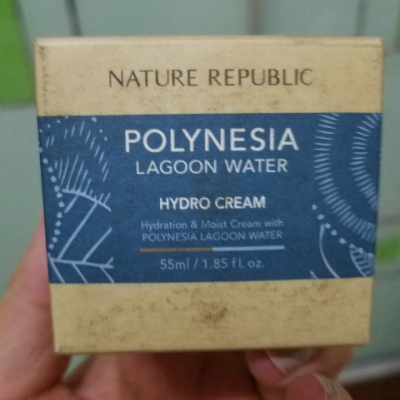 NATURE REPUBLIC
POLYNESIA
LAGOON WATER
HYDRO CREAM
Hydration & Moist Cream with
POLYNESIA LAGOON WATER
55ml / 1.85 fl. oz.